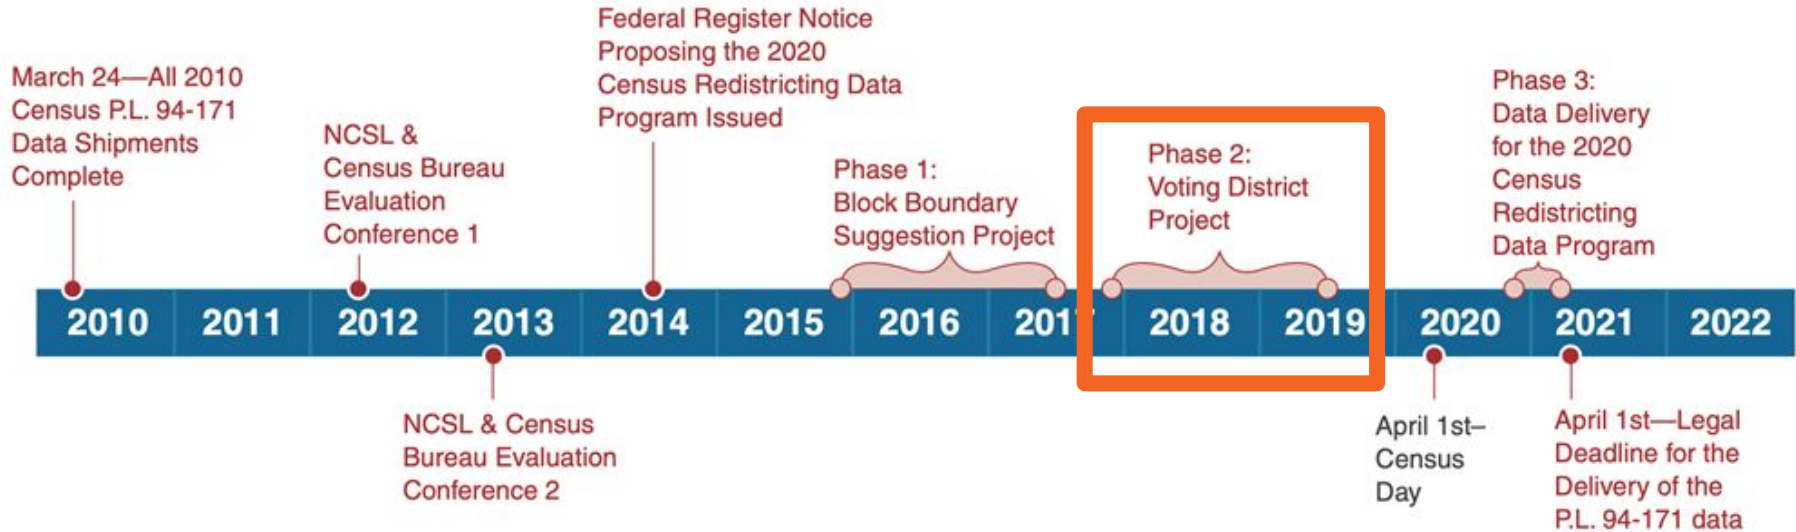 March 24—All 2010
Census P.L. 94-171
Data Shipments
Complete
NCSL &
Census Bureau
Evaluation
Conference 1
Federal Register Notice
Proposing the 2020
Census Redistricting Data
Program Issued
Phase 1:
Block Boundary
Suggestion Project
Phase 2:
Voting District
Project
Phase 3:
Data Delivery
for the 2020
Census
Redistricting
Data Program
2010 2011 2012 2013 2014 2015 2016 2017 2018 2019 2020 2021 2022
NCSL & Census
Bureau Evaluation
Conference 2
April 1st–
Census
Day
April 1st—Legal
Deadline for the
Delivery of the
P.L. 94-171 data